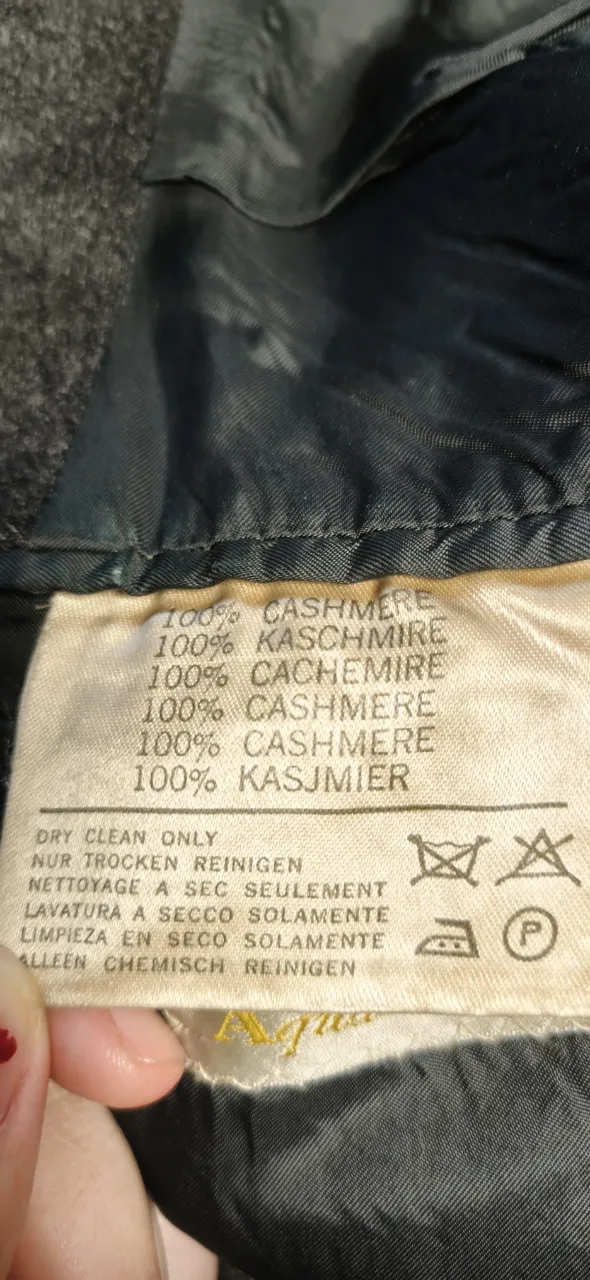 100% CASHMERE
100% KASCHMIRE
100% CACHEMIRE
100% CASHMERE
100% CASHMERE
100% KASJMIER
DRY CLEAN ONLY
NUR TROCKEN REINIGEN
NETTOYAGE A SEC SEULEMENT
LAVATURA A SECCO SOLAMENTE
LIMPIEZA EN SECO SOLAMENTE
ALLEEN CHEMISCH REINIGEN
P